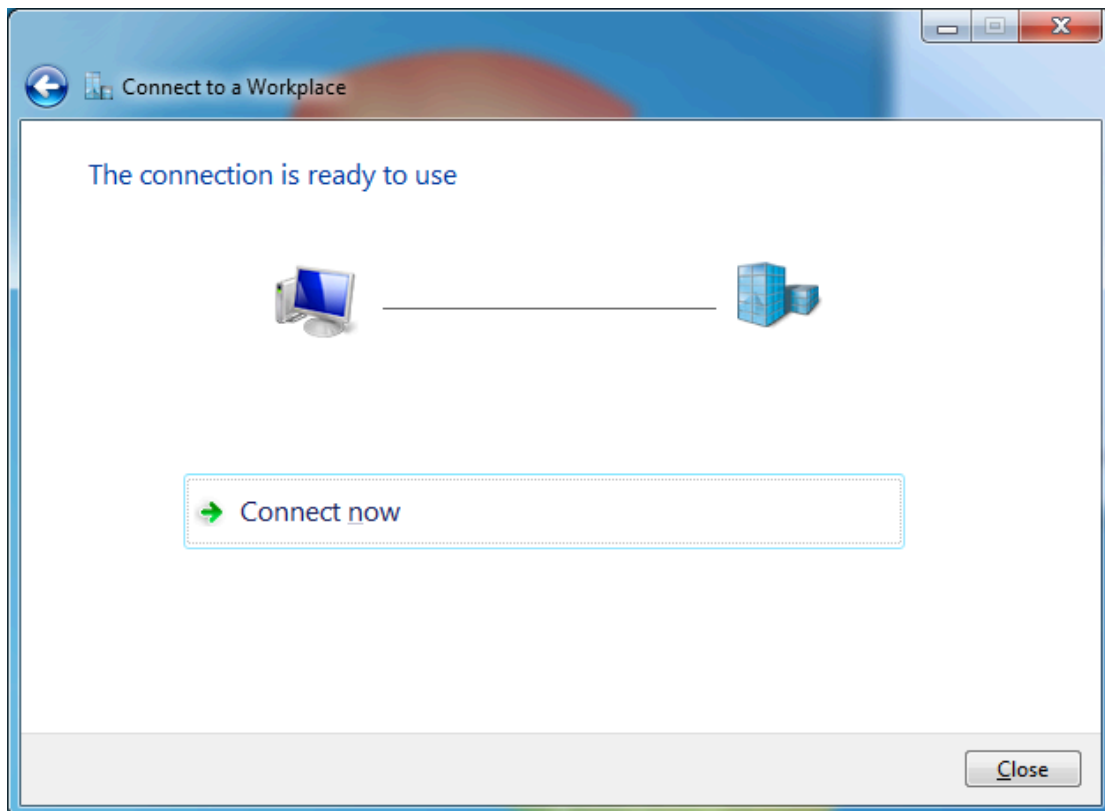 Connect to a Workplace
The connection is ready to use
Connect now
Close